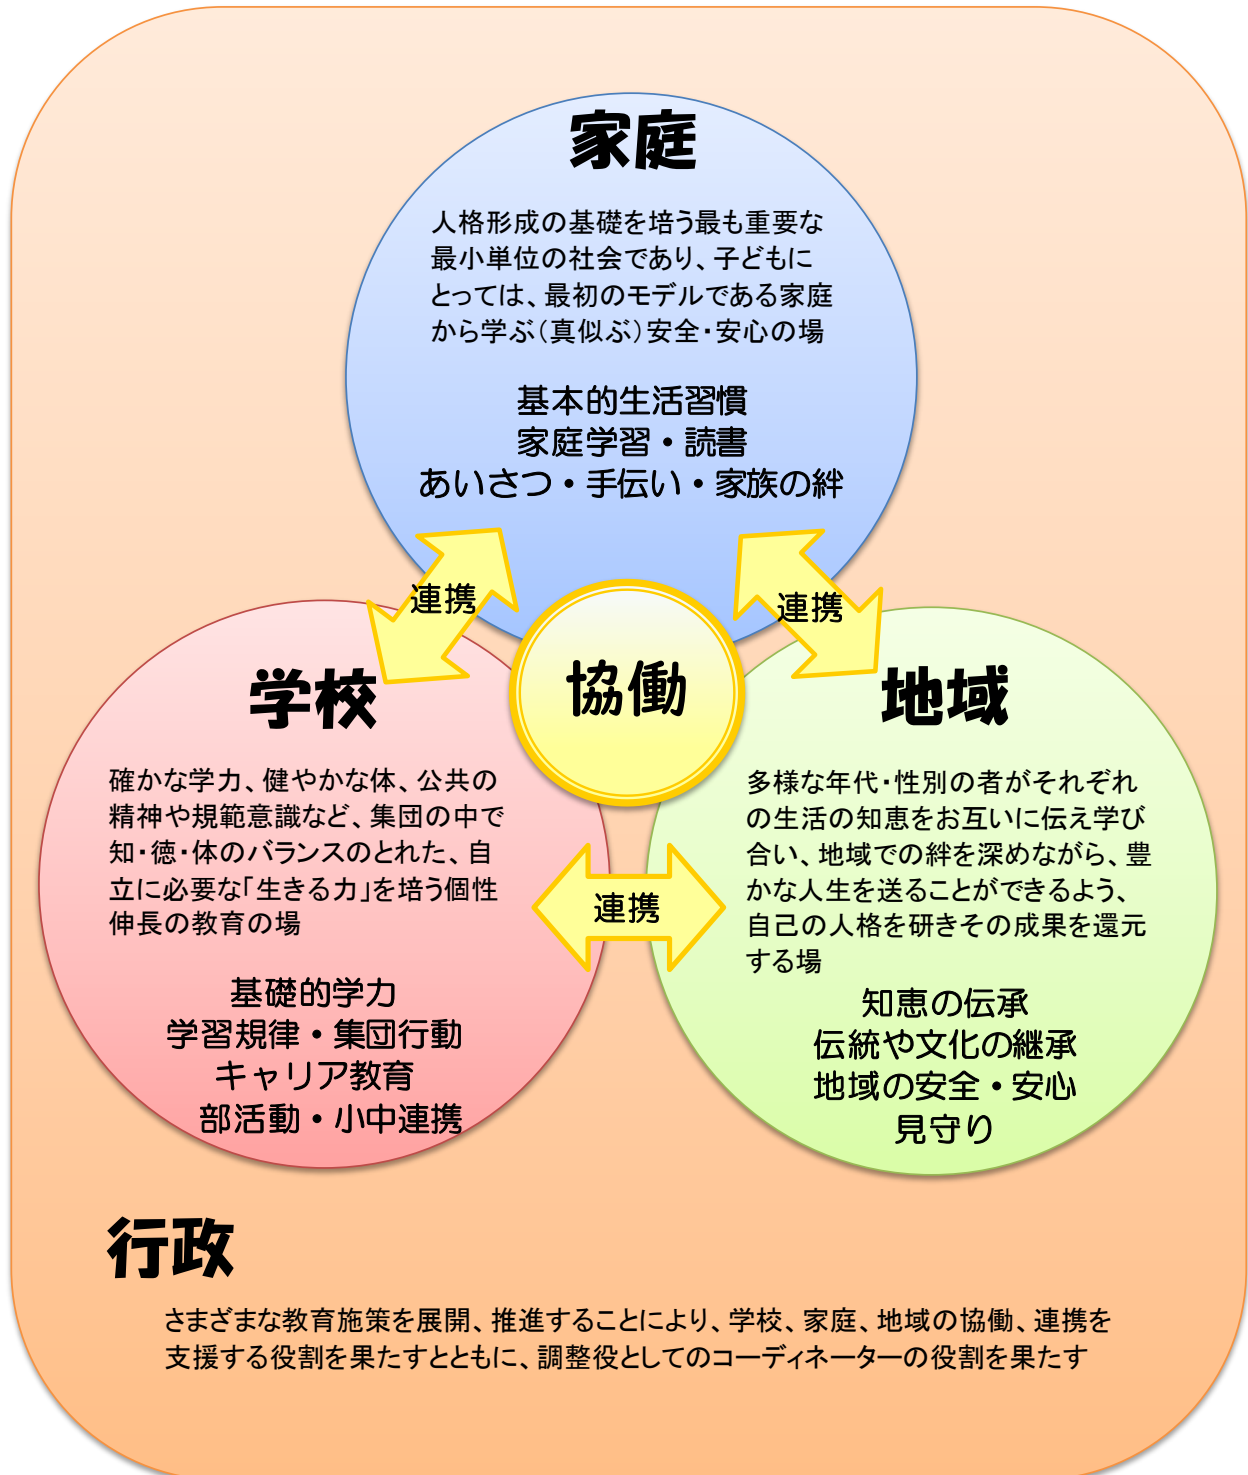 家庭
人格形成の基礎を培う最も重要な
最小単位の社会であり、子どもに
とっては、最初のモデルである家庭
から学ぶ(真似ぶ)安全・安心の場
基本的生活習慣
家庭学習・読書
あいさつ・手伝い・家族の絆
連携
連携
協働
学校
確かな学力、健やかな体、公共の
精神や規範意識など、集団の中で
知・徳・体のバランスのとれた、自
立に必要な「生きる力」を培う個性
伸長の教育の場
基礎的学力
学習規律・集団行動
キャリア教育
部活動・小中連携
連携
地域
多様な年代・性別の者がそれぞれ
の生活の知恵をお互いに伝え学び
合い、地域での絆を深めながら、豊
かな人生を送ることができるよう、
自己の人格を研きその成果を還元
する場
知恵の伝承
伝統や文化の継承
地域の安全・安心
見守り
行政
さまざまな教育施策を展開、推進することにより、学校、家庭、地域の協働、連携を
支援する役割を果たすとともに、調整役としてのコーディネーターの役割を果たす